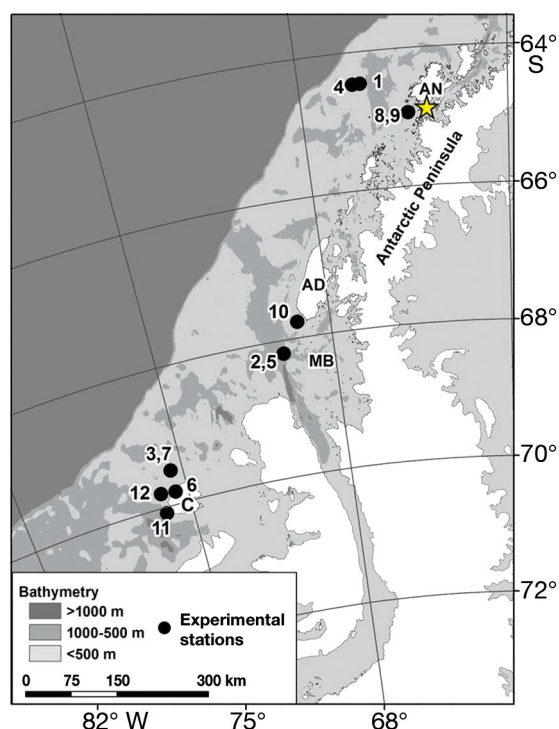 64°
S
4
1
AN
8,9
Antarctic Peninsula
66°
AD
10
68°
2,5
MB
3,7
70°
12
6
C
11
Bathymetry
>1000 m
1000-500 m
<500 m
Experimental
stations
72°
0 75 150 300 km
82° W 75° 68°